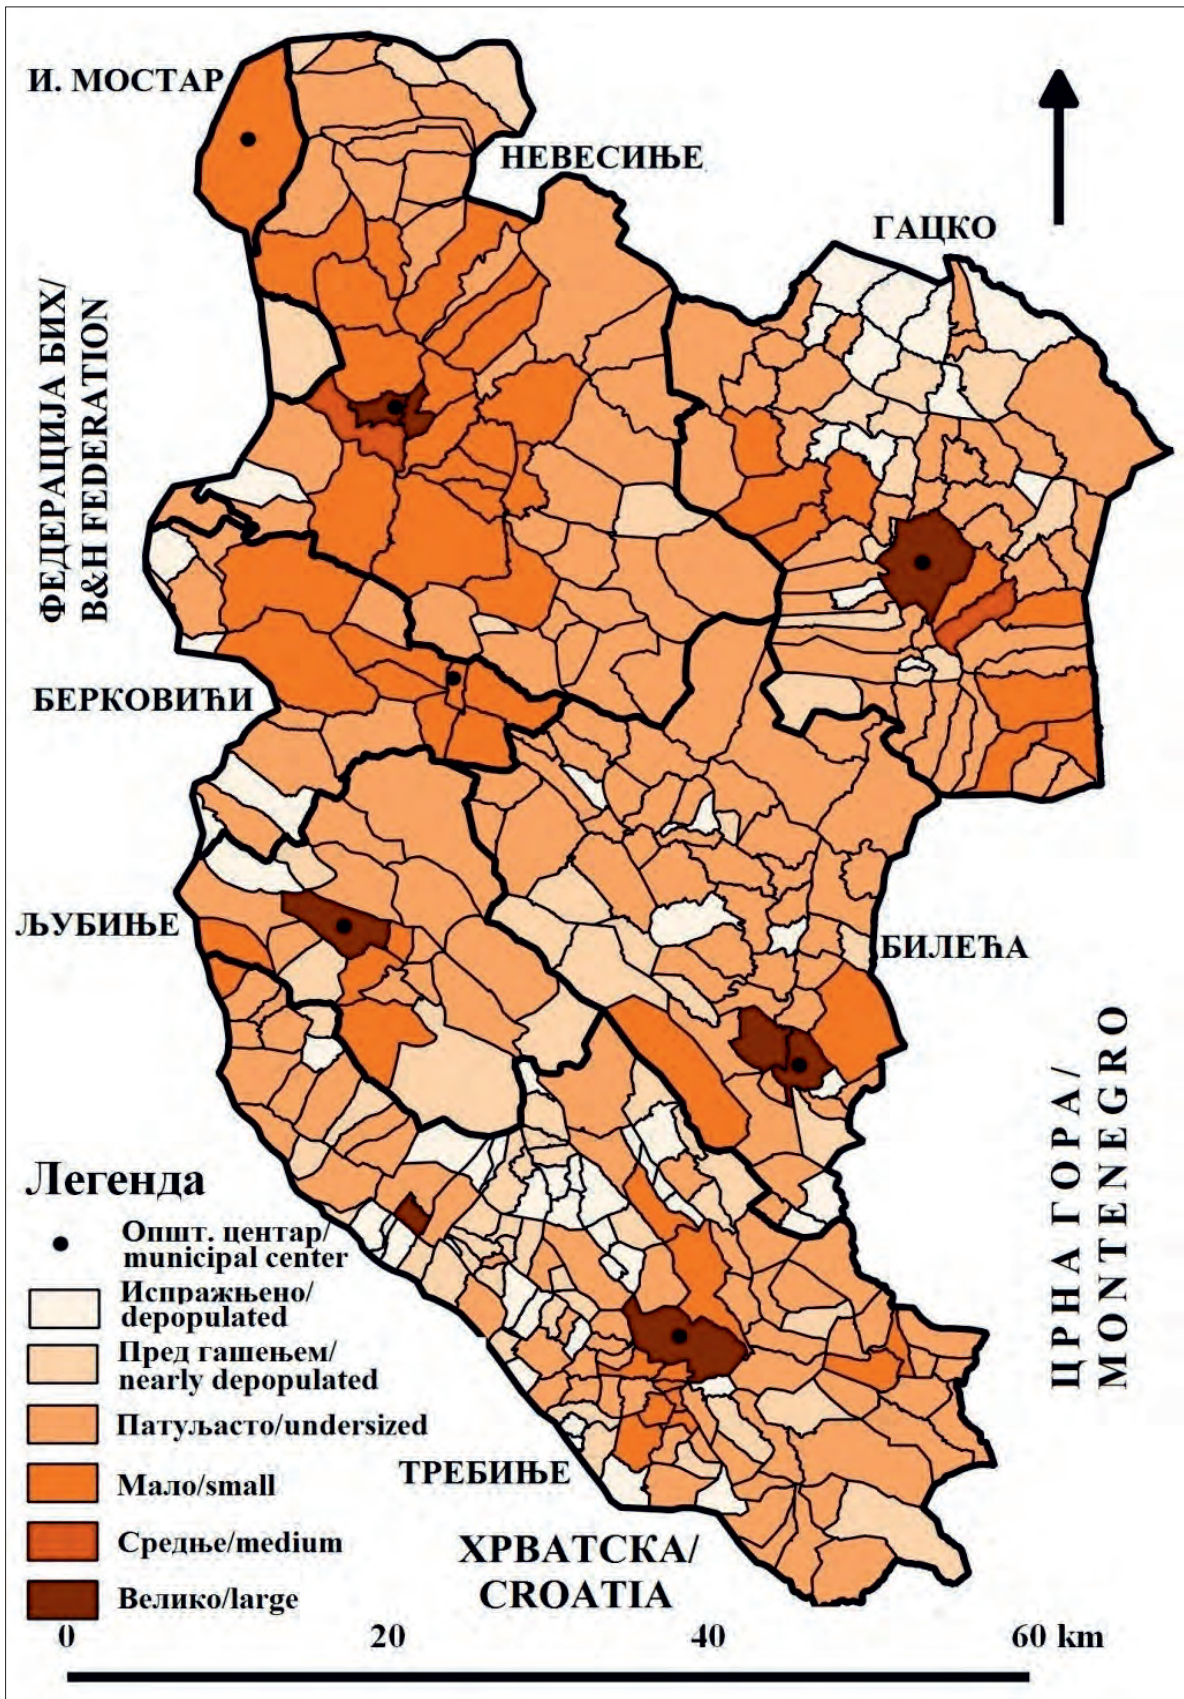 И. МОСТАР
НЕВЕСИЊЕ
ГАЦКО
ФЕДЕРАЦИЈА БИХ/
B&H FEDERATION
БЕРКОВИЋИ
ЉУБИЊЕ
БИЛЕЋА
ЦРНА ГОРА/
MONTENEGRO
Легенда
Општ. центар/
municipal center
Испражњено/
depopulated
Пред гашењем/
nearly depopulated
Патуљасто/undersized
Мало/small
Средње/medium
Велико/large
ТРЕБИЊЕ
ХРВАТСКА/
CROATIA
0 20 40 60 km